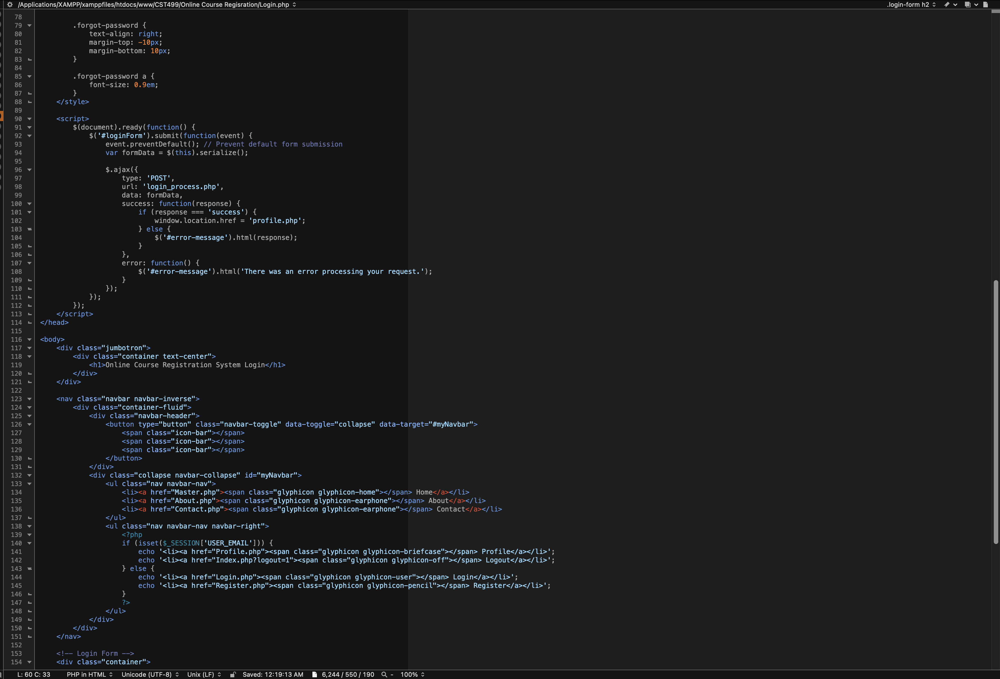 /Applications/XAMPP/xamppfiles/htdocs/www/CST499/Online Course Regisration/Login.php .login-form h2
78
79 .forgot-password {
80 text-align: right;
81 margin-top: -10px;
82 margin-bottom: 10px;
83 }
84
85 .forgot-password a {
86 font-size: 0.9em;
87 }
88 </style>
89
90 <script>
91 $(document).ready(function() {
92 $('#loginForm').submit(function(event) {
93 event.preventDefault(); // Prevent default form submission
94 var formData = $(this).serialize();
95
96 $.ajax({
97 type: 'POST',
98 url: 'login_process.php',
99 data: formData,
100 success: function(response) {
101 if (response === 'success') {
102 window.location.href = 'profile.php';
103 } else {
104 $('#error-message').html(response);
105 }
106 },
107 error: function() {
108 $('#error-message').html('There was an error processing your request.');
109 }
110 });
111 });
112 });
113 </script>
114 </head>
115
116 <body>
117 <div class="jumbotron">
118 <div class="container text-center">
119 <h1>Online Course Registration System Login</h1>
120 </div>
121 </div>
122
123 <nav class="navbar navbar-inverse">
124 <div class="container-fluid">
125 <div class="navbar-header">
126 <button type="button" class="navbar-toggle" data-toggle="collapse" data-target="#myNavbar">
127 <span class="icon-bar"></span>
128 <span class="icon-bar"></span>
129 <span class="icon-bar"></span>
130 </button>
131 </div>
132 <div class="collapse navbar-collapse" id="myNavbar">
133 <ul class="nav navbar-nav">
134 <li><a href="Master.php"><span class="glyphicon glyphicon-home"></span> Home</a></li>
135 <li><a href="About.php"><span class="glyphicon glyphicon-earphone"></span> About</a></li>
136 <li><a href="Contact.php"><span class="glyphicon glyphicon-earphone"></span> Contact</a></li>
137 </ul>
138 <ul class="nav navbar-nav navbar-right">
139 <?php
140 if (isset($_SESSION['USER_EMAIL'])) {
141 echo '<li><a href="Profile.php"><span class="glyphicon glyphicon-briefcase"></span> Profile</a></li>';
142 echo '<li><a href="Index.php?logout=1"><span class="glyphicon glyphicon-off"></span> Logout</a></li>';
143 } else {
144 echo '<li><a href="Login.php"><span class="glyphicon glyphicon-user"></span> Login</a></li>';
145 echo '<li><a href="Register.php"><span class="glyphicon glyphicon-pencil"></span> Register</a></li>';
146 }
147 ?>
148 </ul>
149 </div>
150 </div>
151 </nav>
152
153 <!-- Login Form -->
154 <div class="container">
L: 60 C: 33 PHP in HTML Unicode (UTF-8) Unix (LF) Saved: 12:19:13 AM 6,244 / 550 / 190 - 100%